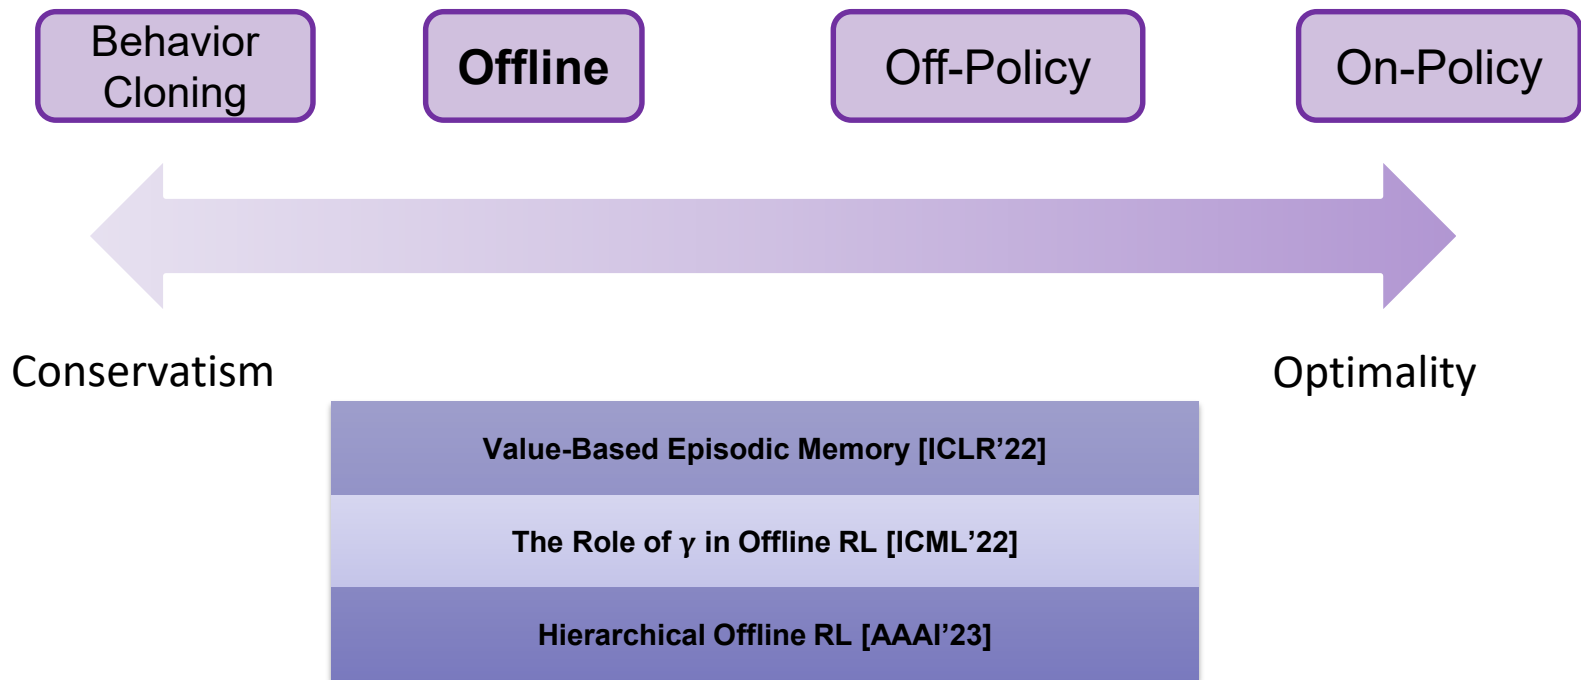 Behavior
Cloning
Offline
Off-Policy
On-Policy
Conservatism
Optimality
Value-Based Episodic Memory [ICLR’22]
The Role of γ in Offline RL [ICML’22]
Hierarchical Offline RL [AAAI’23]